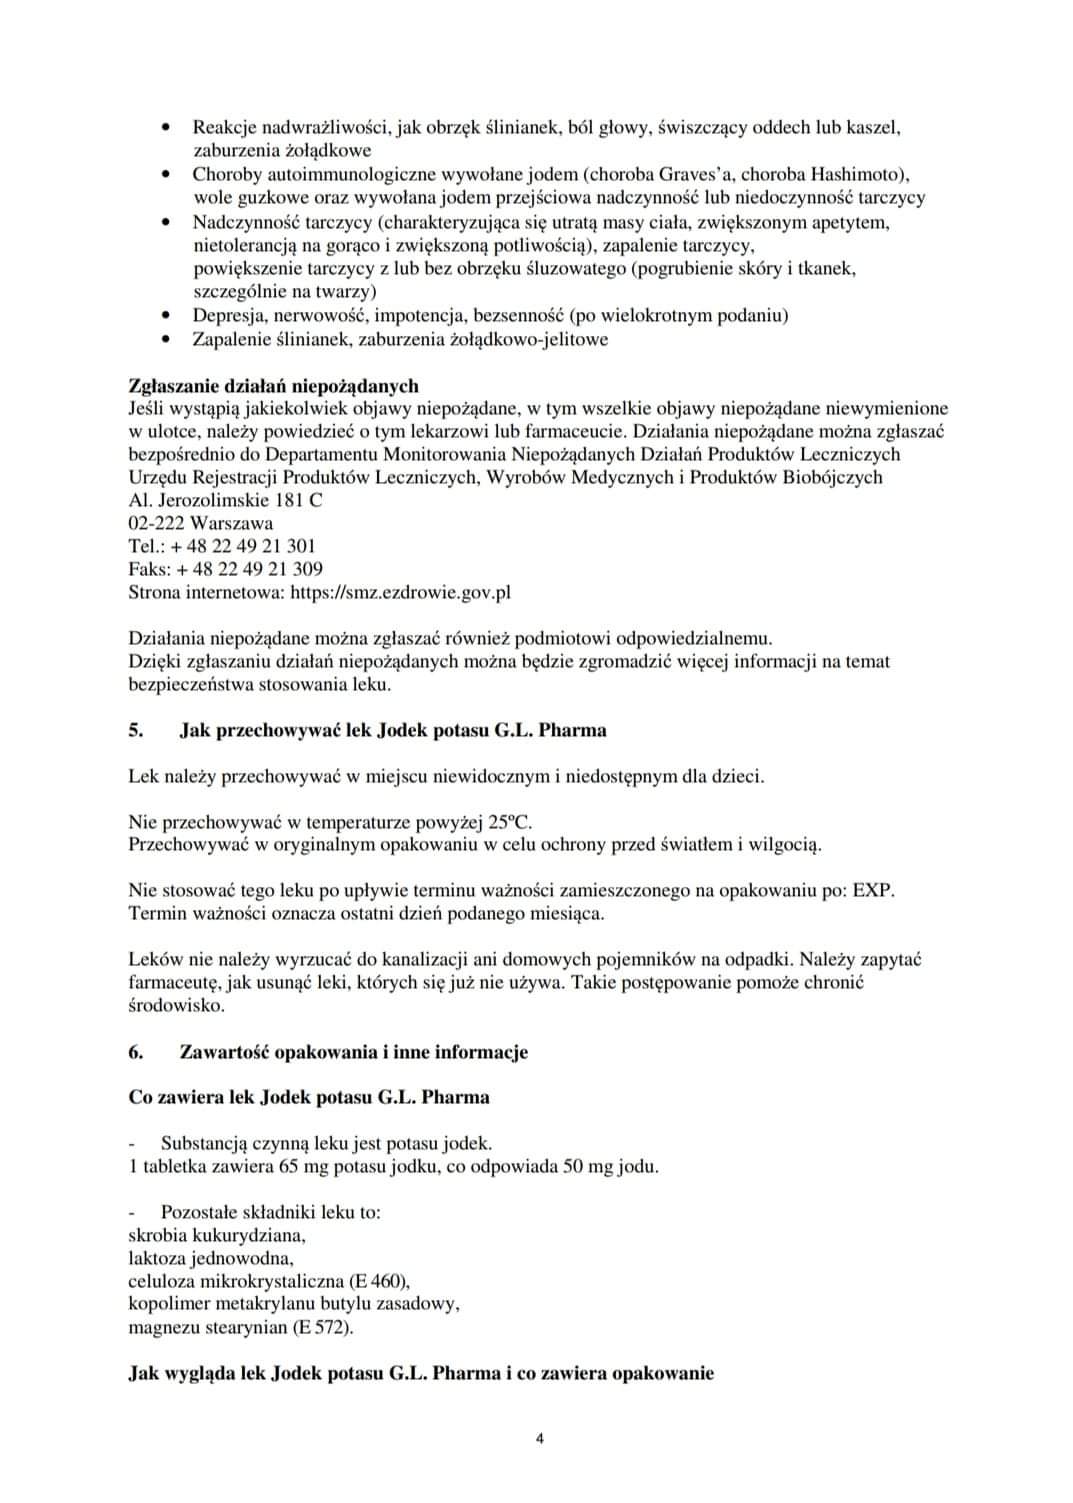 • Reakcje nadwrażliwości, jak obrzęk ślinianek, ból głowy, świszczący oddech lub kaszel,
zaburzenia żołądkowe
• Choroby autoimmunologiczne wywołane jodem (choroba Graves’a, choroba Hashimoto),
wole guzkowe oraz wywołana jodem przejściowa nadczynność lub niedoczynność tarczycy
• Nadczynność tarczycy (charakteryzująca się utratą masy ciała, zwiększonym apetytem,
nietolerancją na gorąco i zwiększoną potliwością), zapalenie tarczycy,
powiększenie tarczycy z lub bez obrzęku śluzowatego (pogrubienie skóry i tkanek,
szczególnie na twarzy)
• Depresja, nerwowość, impotencja, bezsenność (po wielokrotnym podaniu)
• Zapalenie ślinianek, zaburzenia żołądkowo-jelitowe
Zgłaszanie działań niepożądanych
Jeśli wystąpią jakiekolwiek objawy niepożądane, w tym wszelkie objawy niepożądane niewymienione
w ulotce, należy powiedzieć o tym lekarzowi lub farmaceucie. Działania niepożądane można zgłaszać
bezpośrednio do Departamentu Monitorowania Niepożądanych Działań Produktów Leczniczych
Urzędu Rejestracji Produktów Leczniczych, Wyrobów Medycznych i Produktów Biobójczych
Al. Jerozolimskie 181 C
02-222 Warszawa
Tel.: + 48 22 49 21 301
Faks: + 48 22 49 21 309
Strona internetowa: https://smz.ezdrowie.gov.pl
Działania niepożądane można zgłaszać również podmiotowi odpowiedzialnemu.
Dzięki zgłaszaniu działań niepożądanych można będzie zgromadzić więcej informacji na temat
bezpieczeństwa stosowania leku.
5. Jak przechowywać lek Jodek potasu G.L. Pharma
Lek należy przechowywać w miejscu niewidocznym i niedostępnym dla dzieci.
Nie przechowywać w temperaturze powyżej 25ºC.
Przechowywać w oryginalnym opakowaniu w celu ochrony przed światłem i wilgocią.
Nie stosować tego leku po upływie terminu ważności zamieszczonego na opakowaniu po: EXP.
Termin ważności oznacza ostatni dzień podanego miesiąca.
Leków nie należy wyrzucać do kanalizacji ani domowych pojemników na odpadki. Należy zapytać
farmaceutę, jak usunąć leki, których się już nie używa. Takie postępowanie pomoże chronić
środowisko.
6. Zawartość opakowania i inne informacje
Co zawiera lek Jodek potasu G.L. Pharma
- Substancją czynną leku jest potasu jodek.
1 tabletka zawiera 65 mg potasu jodku, co odpowiada 50 mg jodu.
- Pozostałe składniki leku to:
skrobia kukurydziana,
laktoza jednowodna,
celuloza mikrokrystaliczna (E 460),
kopolimer metakrylanu butylu zasadowy,
magnezu stearynian (E 572).
Jak wygląda lek Jodek potasu G.L. Pharma i co zawiera opakowanie
4